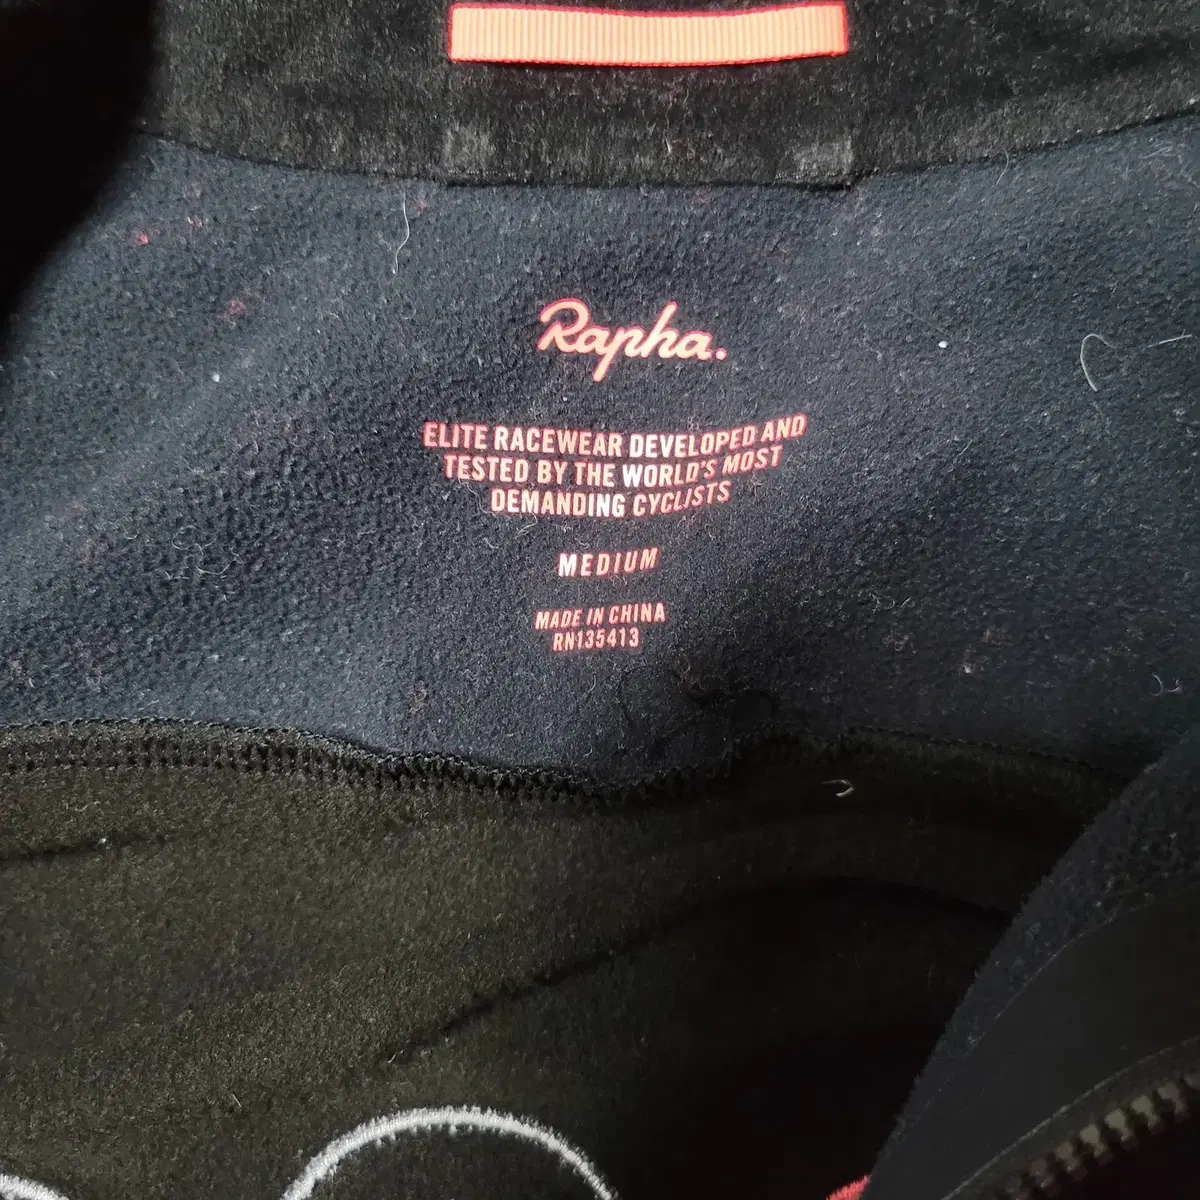 Rapha.
ELITE RACEWEAR DEVELOPED AND
TESTED BY THE WORLD'S MOST
DEMANDING CYCLISTS
MEDIUM
MADE IN CHINA
RN135413